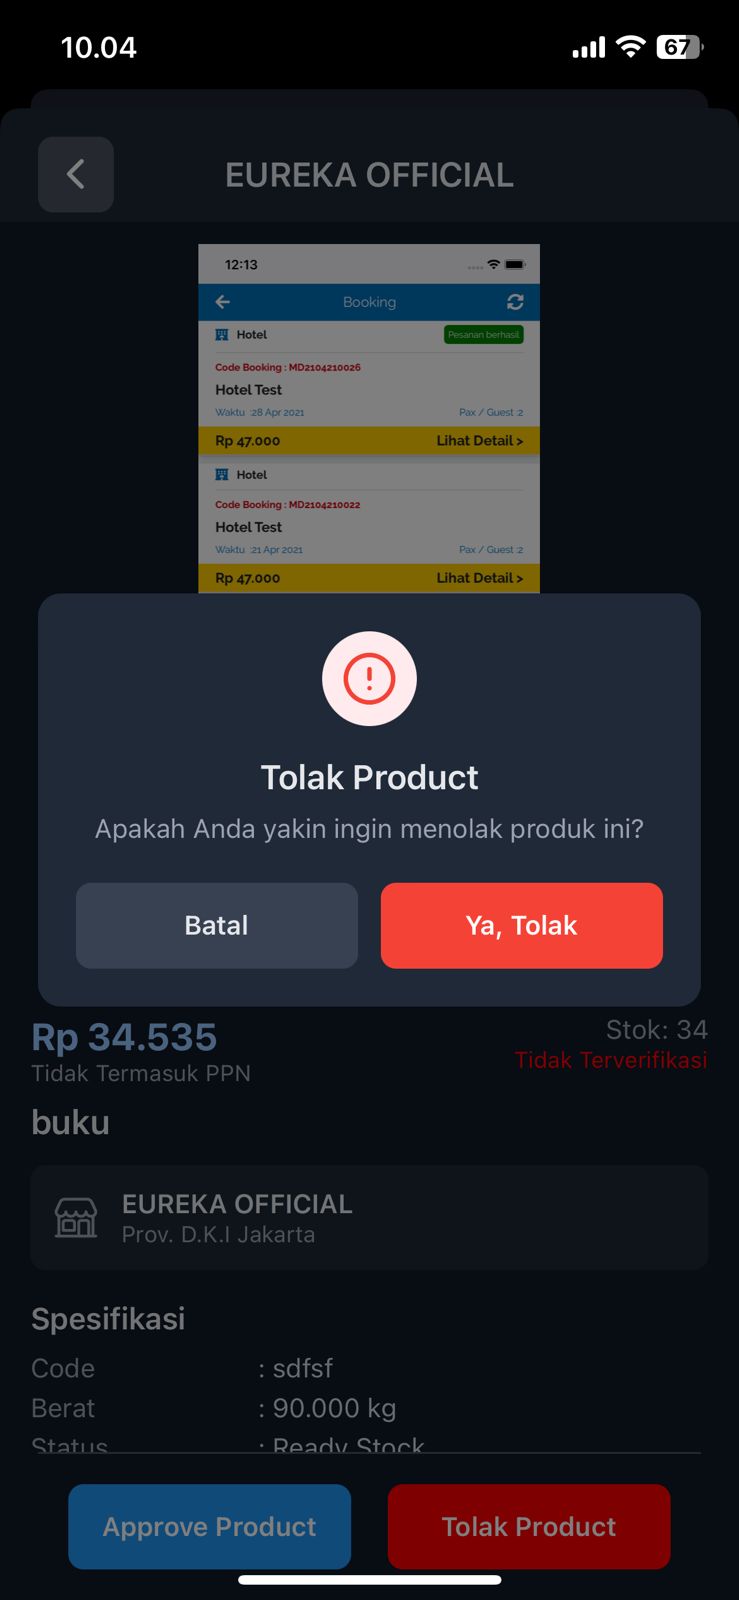 10.04
67
EUREKA OFFICIAL
12:13
Booking
Hotel
Pesanan berhasil
Code Booking : MD2104210026
Hotel Test
Waktu :28 Apr 2021
Pax / Guest :2
Rp 47.000
Lihat Detail >
Hotel
Code Booking : MD2104210022
Hotel Test
Waktu :21 Apr 2021
Pax / Guest :2
Rp 47.000
Lihat Detail >
Tolak Product
Apakah Anda yakin ingin menolak produk ini?
Batal
Ya, Tolak
Rp 34.535
Stok: 34
Tidak Termasuk PPN
Tidak Terverifikasi
buku
EUREKA OFFICIAL
Prov. D.K.I Jakarta
Spesifikasi
Code : sdfsf
Berat : 90.000 kg
Status : Ready Stock
Approve Product
Tolak Product